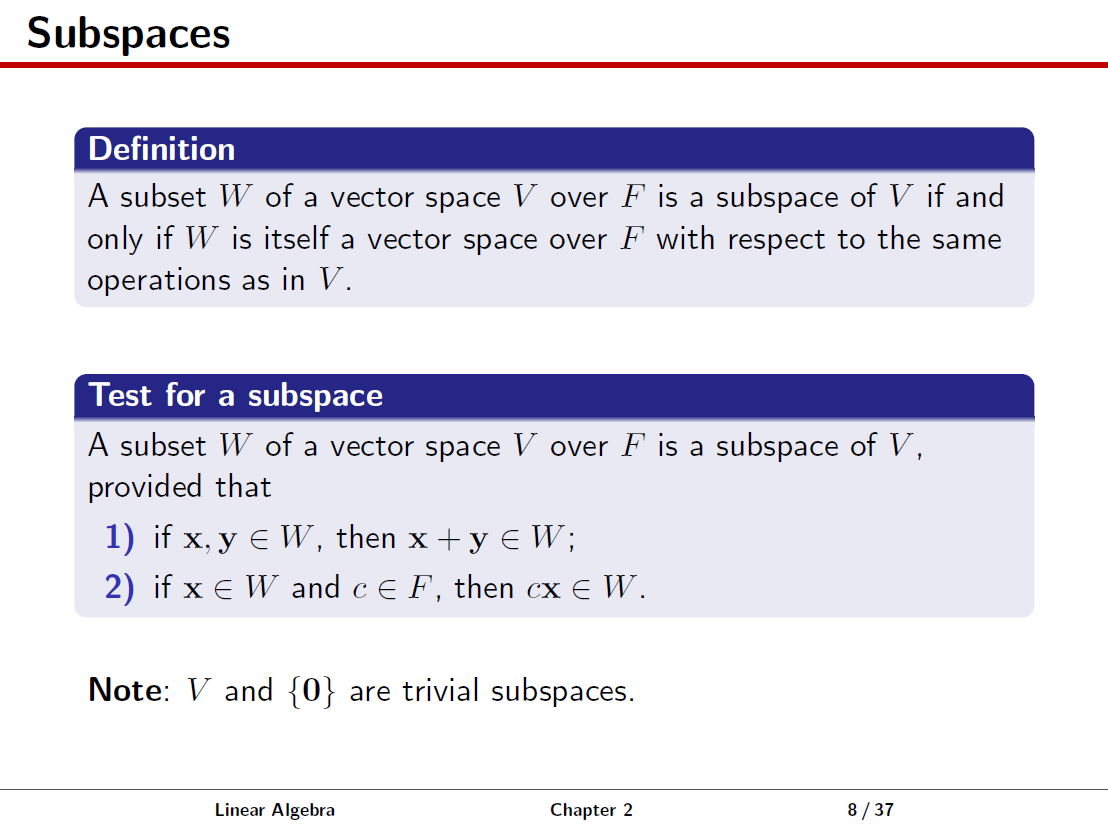 Subspaces
Definition
A subset W of a vector space V over F is a subspace of V if and
only if W is itself a vector space over F with respect to the same
operations as in V.
Test for a subspace
A subset W of a vector space V over F is a subspace of V,
provided that
1) if x, y ∈ W, then x + y ∈ W;
2) if x ∈ W and c ∈ F, then cx ∈ W.
Note: V and {0} are trivial subspaces.
Linear Algebra Chapter 2 8 / 37